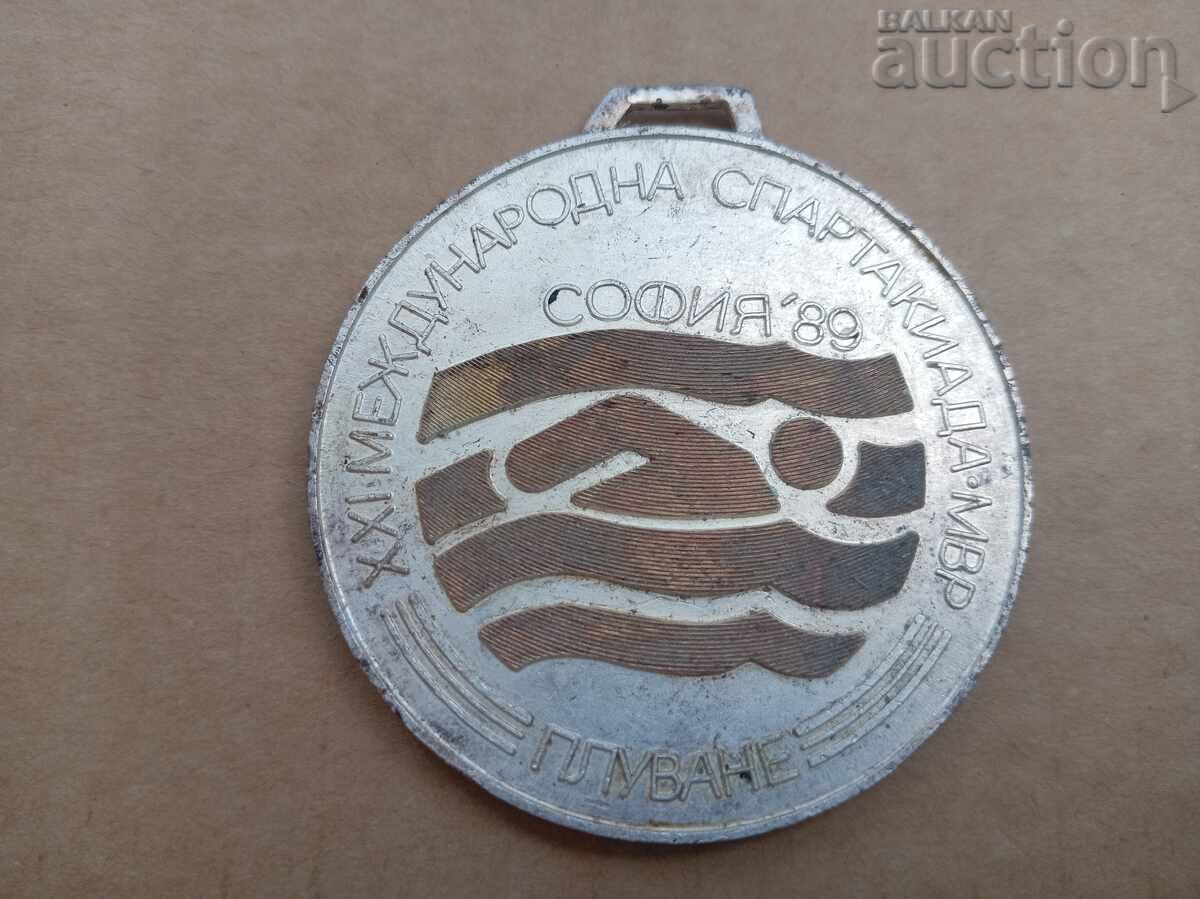 BALKAN
auction
XXI·МЕЖДУНАРОДНА СПАРТАКИАДА·МВР
СОФИЯ '89
ПЛУВАНЕ